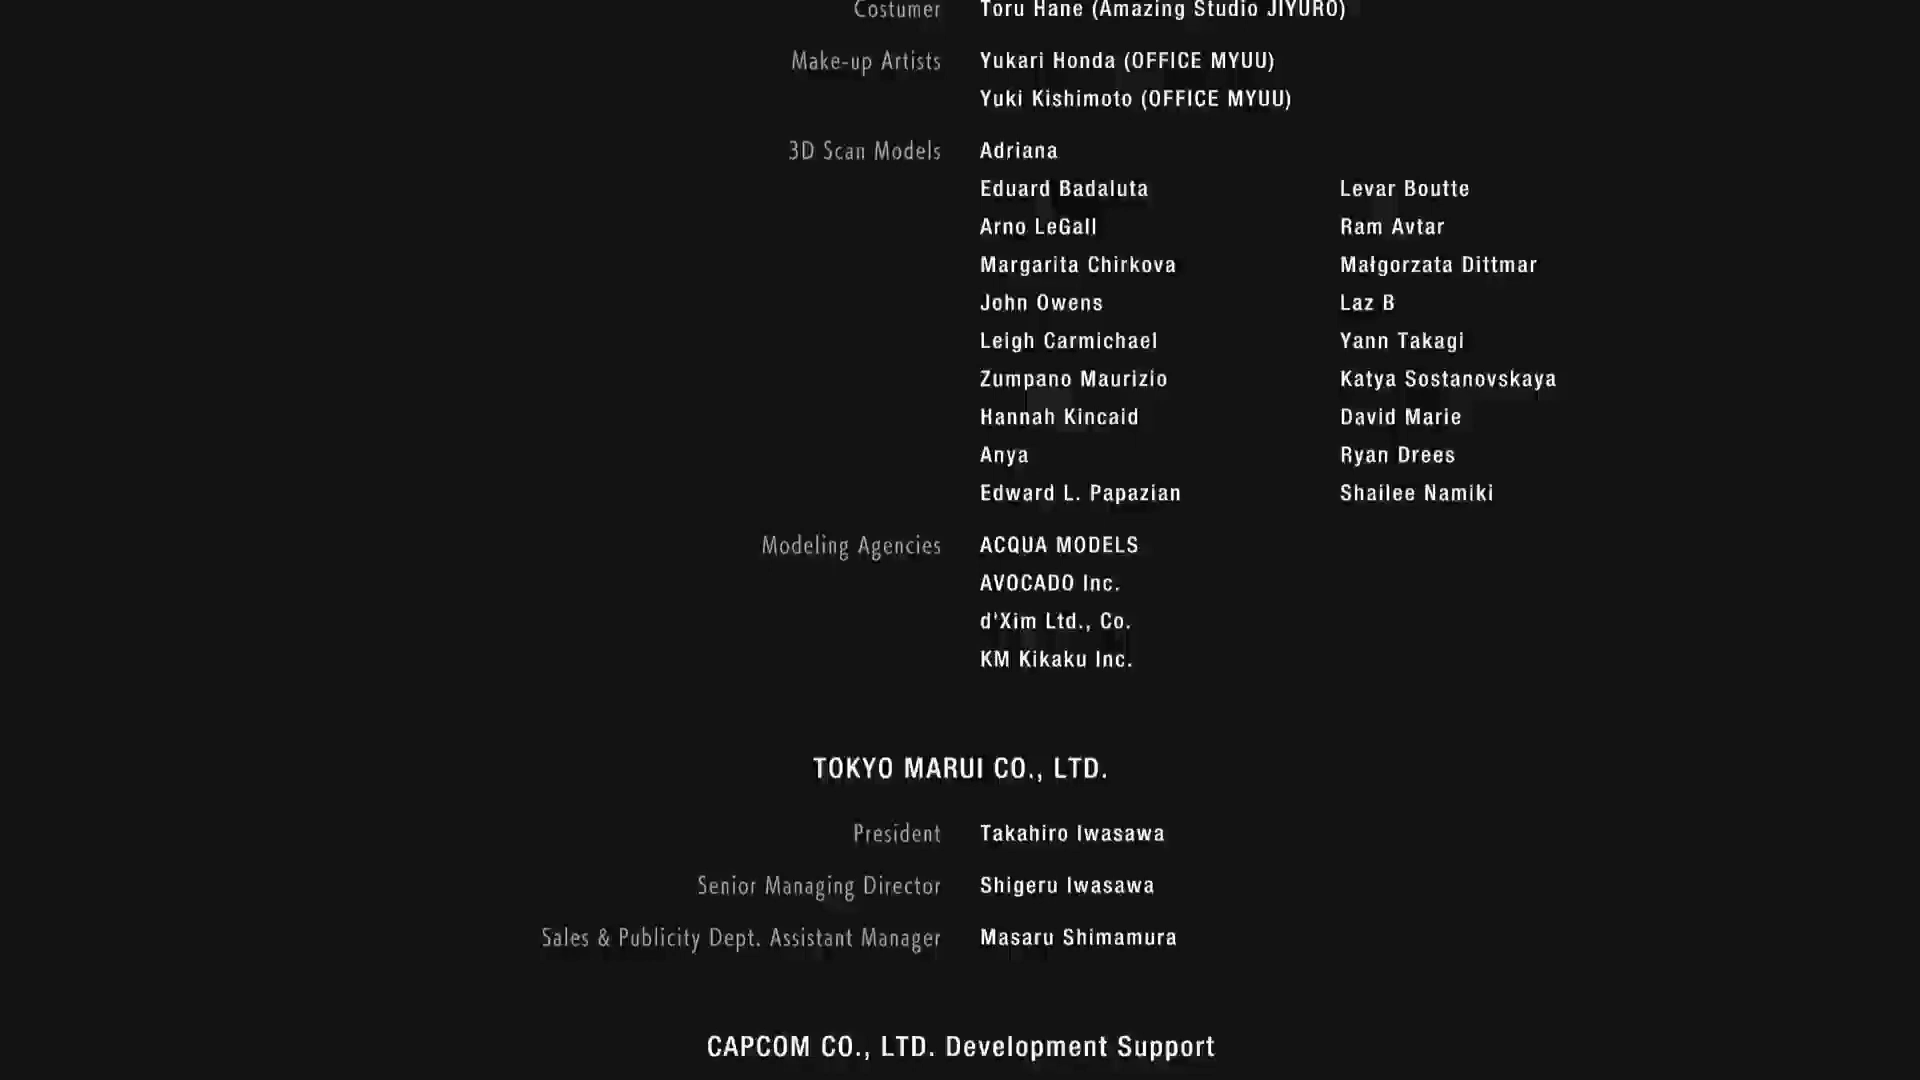 Costumer Toru Hane (Amazing Studio JIYURO)
Make-up Artists Yukari Honda (OFFICE MYUU)
Yuki Kishimoto (OFFICE MYUU)
3D Scan Models Adriana
Eduard Badaluta Levar Boutte
Arno LeGall Ram Avtar
Margarita Chirkova Małgorzata Dittmar
John Owens Laz B
Leigh Carmichael Yann Takagi
Zumpano Maurizio Katya Sostanovskaya
Hannah Kincaid David Marie
Anya Ryan Drees
Edward L. Papazian Shailee Namiki
Modeling Agencies ACQUA MODELS
AVOCADO Inc.
d'Xim Ltd., Co.
KM Kikaku Inc.
TOKYO MARUI CO., LTD.
President Takahiro Iwasawa
Senior Managing Director Shigeru Iwasawa
Sales & Publicity Dept. Assistant Manager Masaru Shimamura
CAPCOM CO., LTD. Development Support